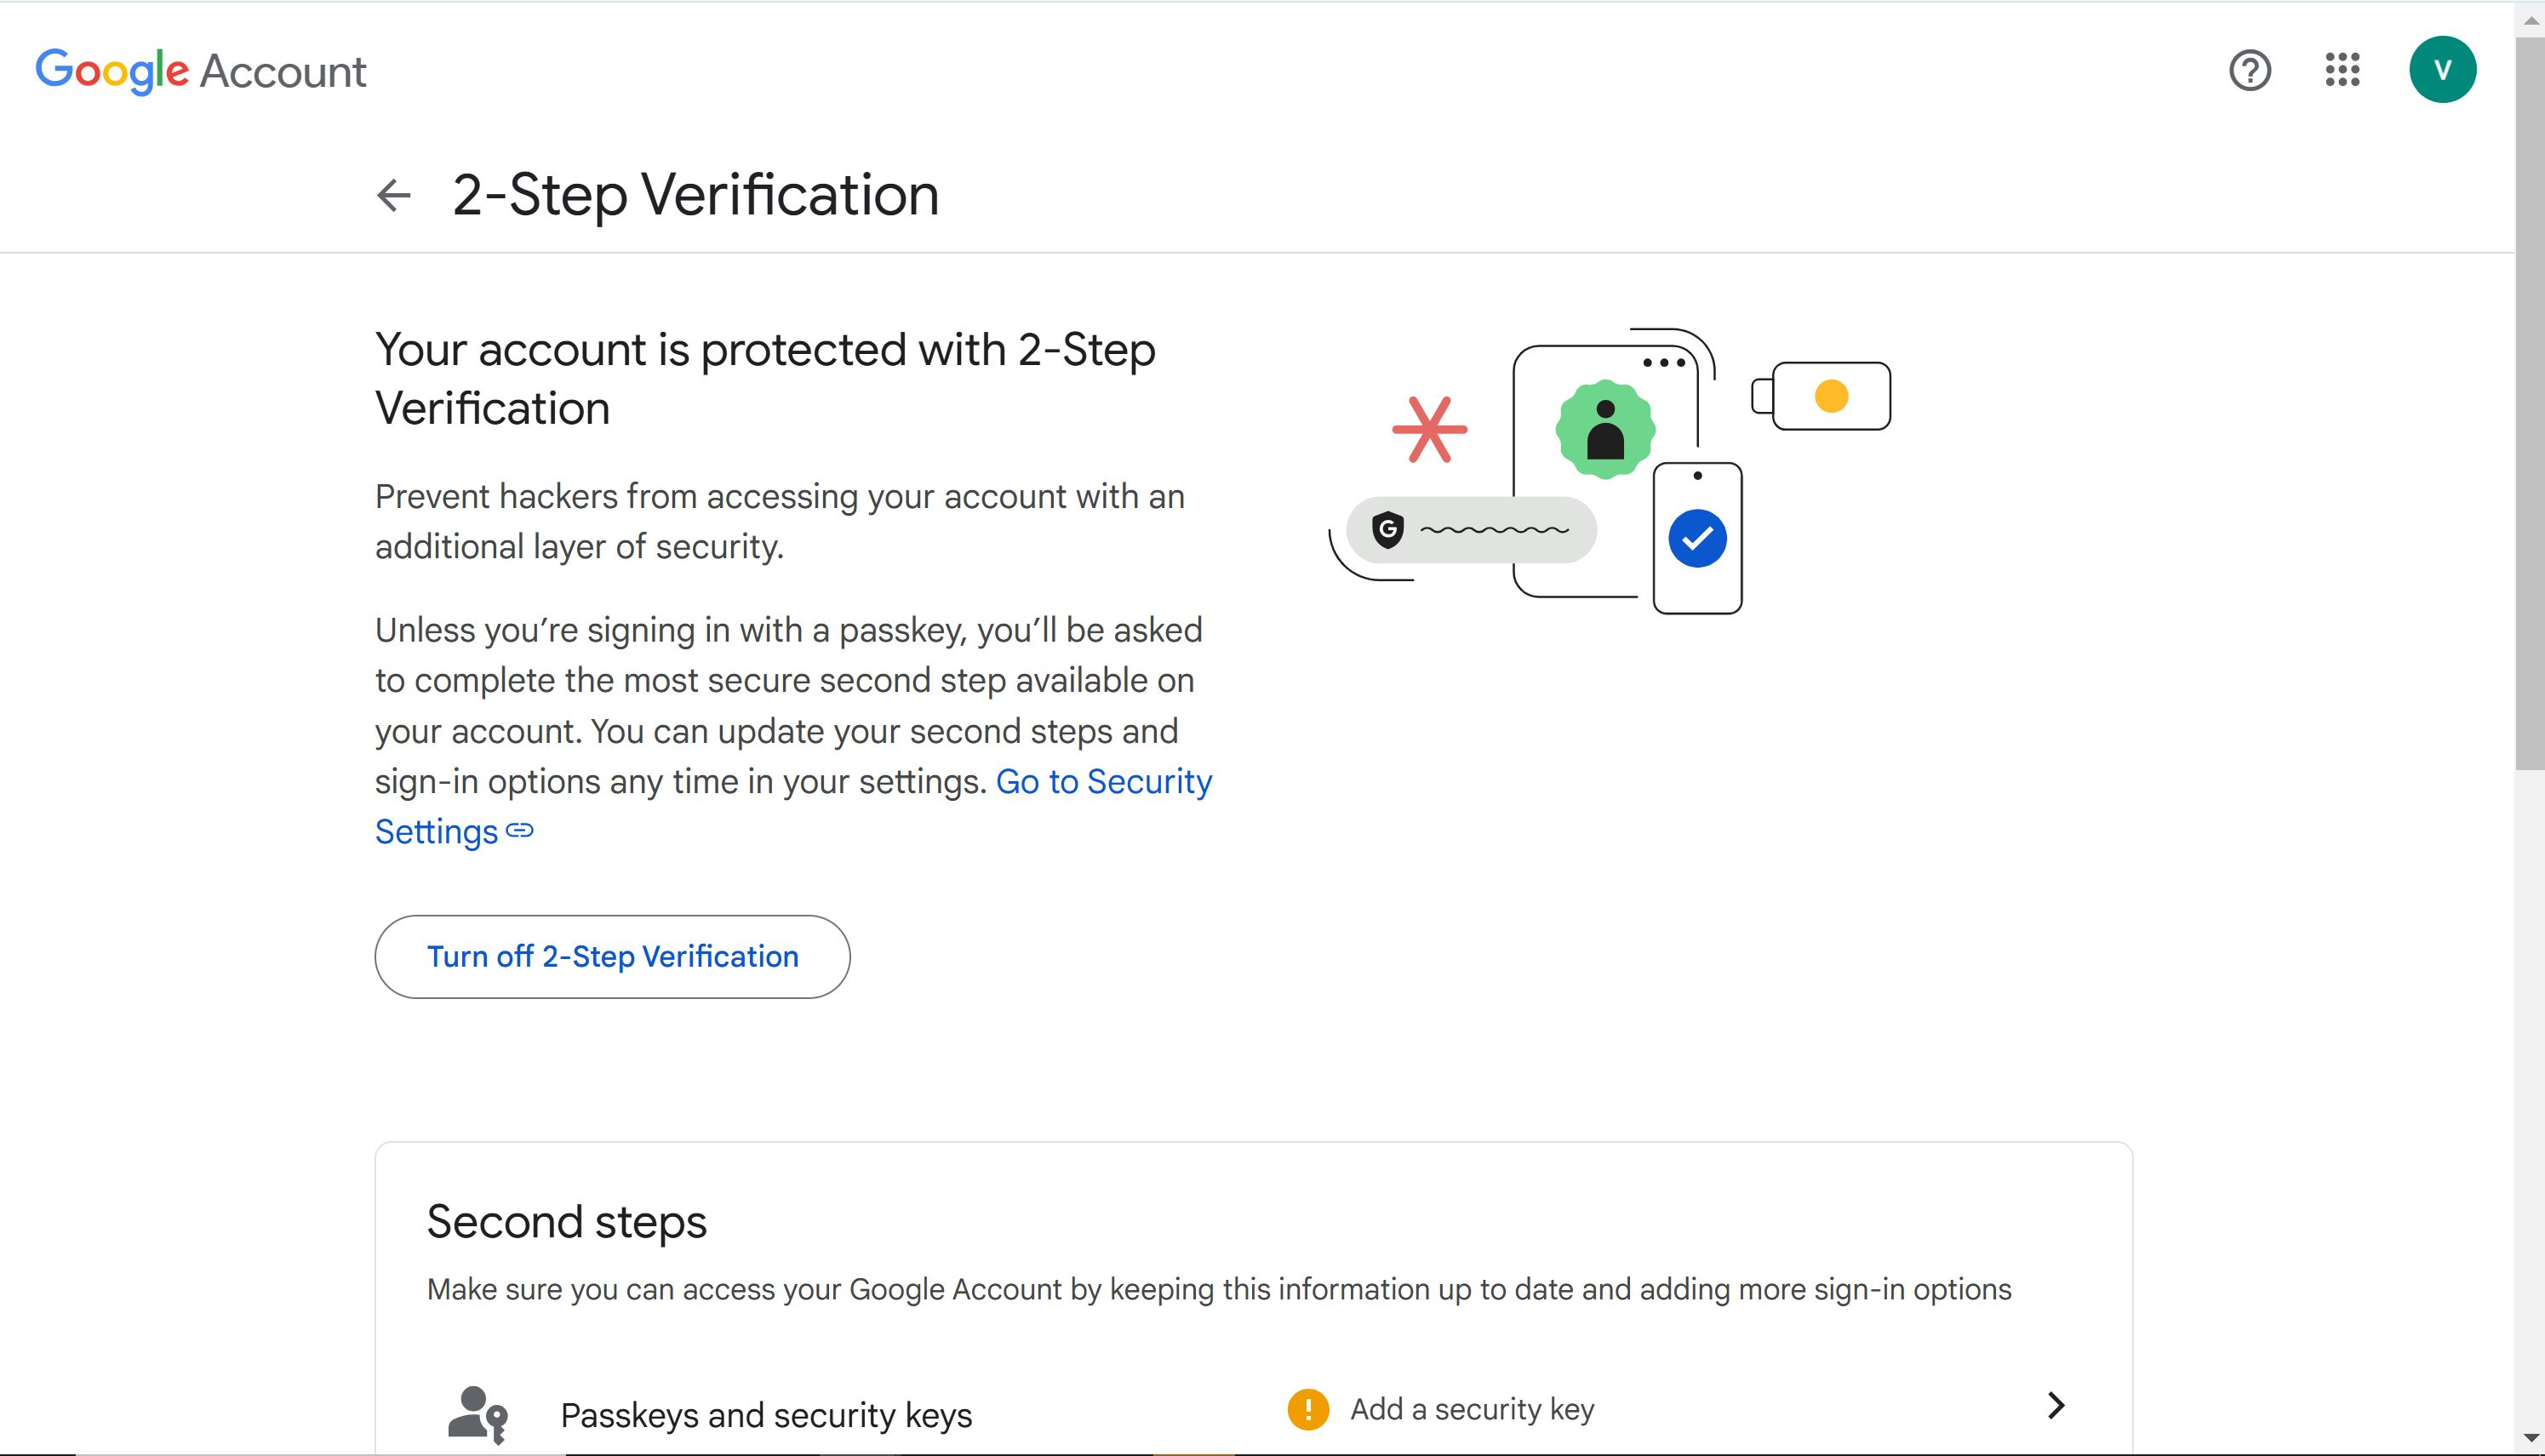 Google Account
V
2-Step Verification
Your account is protected with 2-Step
Verification
Prevent hackers from accessing your account with an
additional layer of security.
Unless you’re signing in with a passkey, you’ll be asked
to complete the most secure second step available on
your account. You can update your second steps and
sign-in options any time in your settings. Go to Security
Settings
G
Turn off 2-Step Verification
Second steps
Make sure you can access your Google Account by keeping this information up to date and adding more sign-in options
Passkeys and security keys
Add a security key